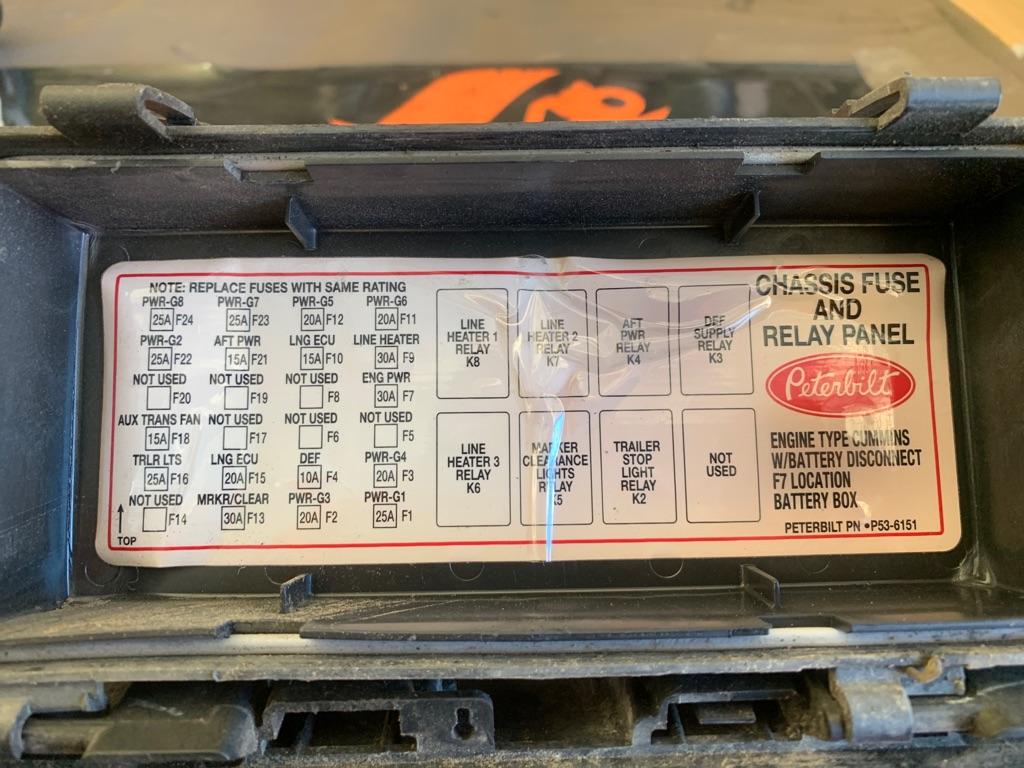 NOTE: REPLACE FUSES WITH SAME RATING
PWR-G8 PWR-G7 PWR-G5 PWR-G6
25A F24 25A F23 20A F12 20A F11
PWR-G2 AFT PWR LNG ECU LINE HEATER
25A F22 15A F21 15A F10 30A F9
NOT USED NOT USED NOT USED ENG PWR
F20 F19 F8 30A F7
AUX TRANS FAN NOT USED NOT USED NOT USED
15A F18 F17 F6 F5
TRLR LTS LNG ECU DEF PWR-G4
25A F16 20A F15 10A F4 20A F3
NOT USED MRKR/CLEAR PWR-G3 PWR-G1
F14 30A F13 20A F2 25A F1
TOP
LINE
HEATER 1
RELAY
K8
LINE
HEATER 2
RELAY
K7
AFT
PWR
RELAY
K4
DEF
SUPPLY
RELAY
K3
LINE
HEATER 3
RELAY
K6
MARKER
CLEARANCE
LIGHTS
RELAY
K5
TRAILER
STOP
LIGHT
RELAY
K2
NOT
USED
CHASSIS FUSE
AND
RELAY PANEL
Peterbilt
ENGINE TYPE CUMMINS
W/BATTERY DISCONNECT
F7 LOCATION
BATTERY BOX
PETERBILT PN •P53-6151